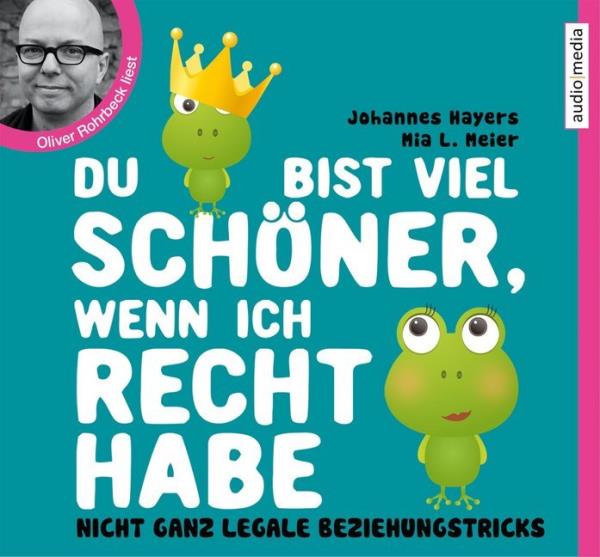 Oliver Rohrbeck liest
audio media
Johannes Hayers
Mia L. Meier
DU BIST VIEL
SCHÖNER,
WENN ICH
RECHT
HABE
NICHT GANZ LEGALE BEZIEHUNGSTRICKS